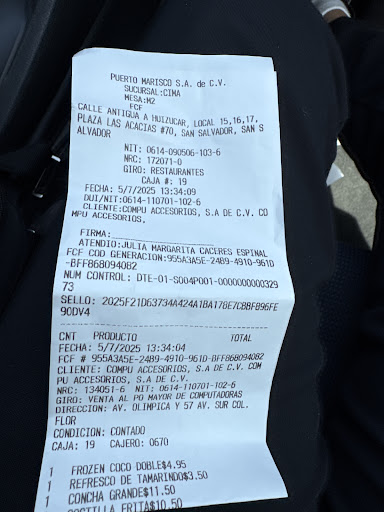 PUERTO MARISCO S.A. de C.V.
SUCURSAL:CIMA
MESA:M2
FCF
CALLE ANTIGUA A HUIZUCAR, LOCAL 15,16,17,
PLAZA LAS ACACIAS #70, SAN SALVADOR, SAN S
ALVADOR
NIT: 0614-090506-103-6
NRC: 172071-0
GIRO: RESTAURANTES
CAJA #: 19
FECHA: 5/7/2025 13:34:09
DUI/NIT:0614-110701-102-6
CLIENTE:COMPU ACCESORIOS, S.A DE C.V. CO
MPU ACCESORIOS,
FIRMA:
ATENDIO:JULIA MARGARITA CACERES ESPINAL
FCF COD GENERACION:955A3A5E-2489-4910-961D
-BFF868094082
NUM CONTROL: DTE-01-S004P001-0000000000329
73
SELLO: 2025F21D63734A424A1BA178E7C8BF896FE
90DV4
CNT PRODUCTO TOTAL
FECHA: 5/7/2025 13:34:04
FCF # 955A3A5E-2489-4910-961D-BFF868094082
CLIENTE: COMPU ACCESORIOS, S.A DE C.V. COM
PU ACCESORIOS, S.A DE C.V.
NRC: 134051-6 NIT: 0614-110701-102-6
GIRO: VENTA AL PO MAYOR DE COMPUTADORAS
DIRECCION: AV. OLIMPICA Y 57 AV. SUR COL.
FLOR
CONDICION: CONTADO
CAJA: 19 CAJERO: 0670
1 FROZEN COCO DOBLE$4.95
1 REFRESCO DE TAMARINDO$3.50
1 CONCHA GRANDE$11.50
FRITA$10.50